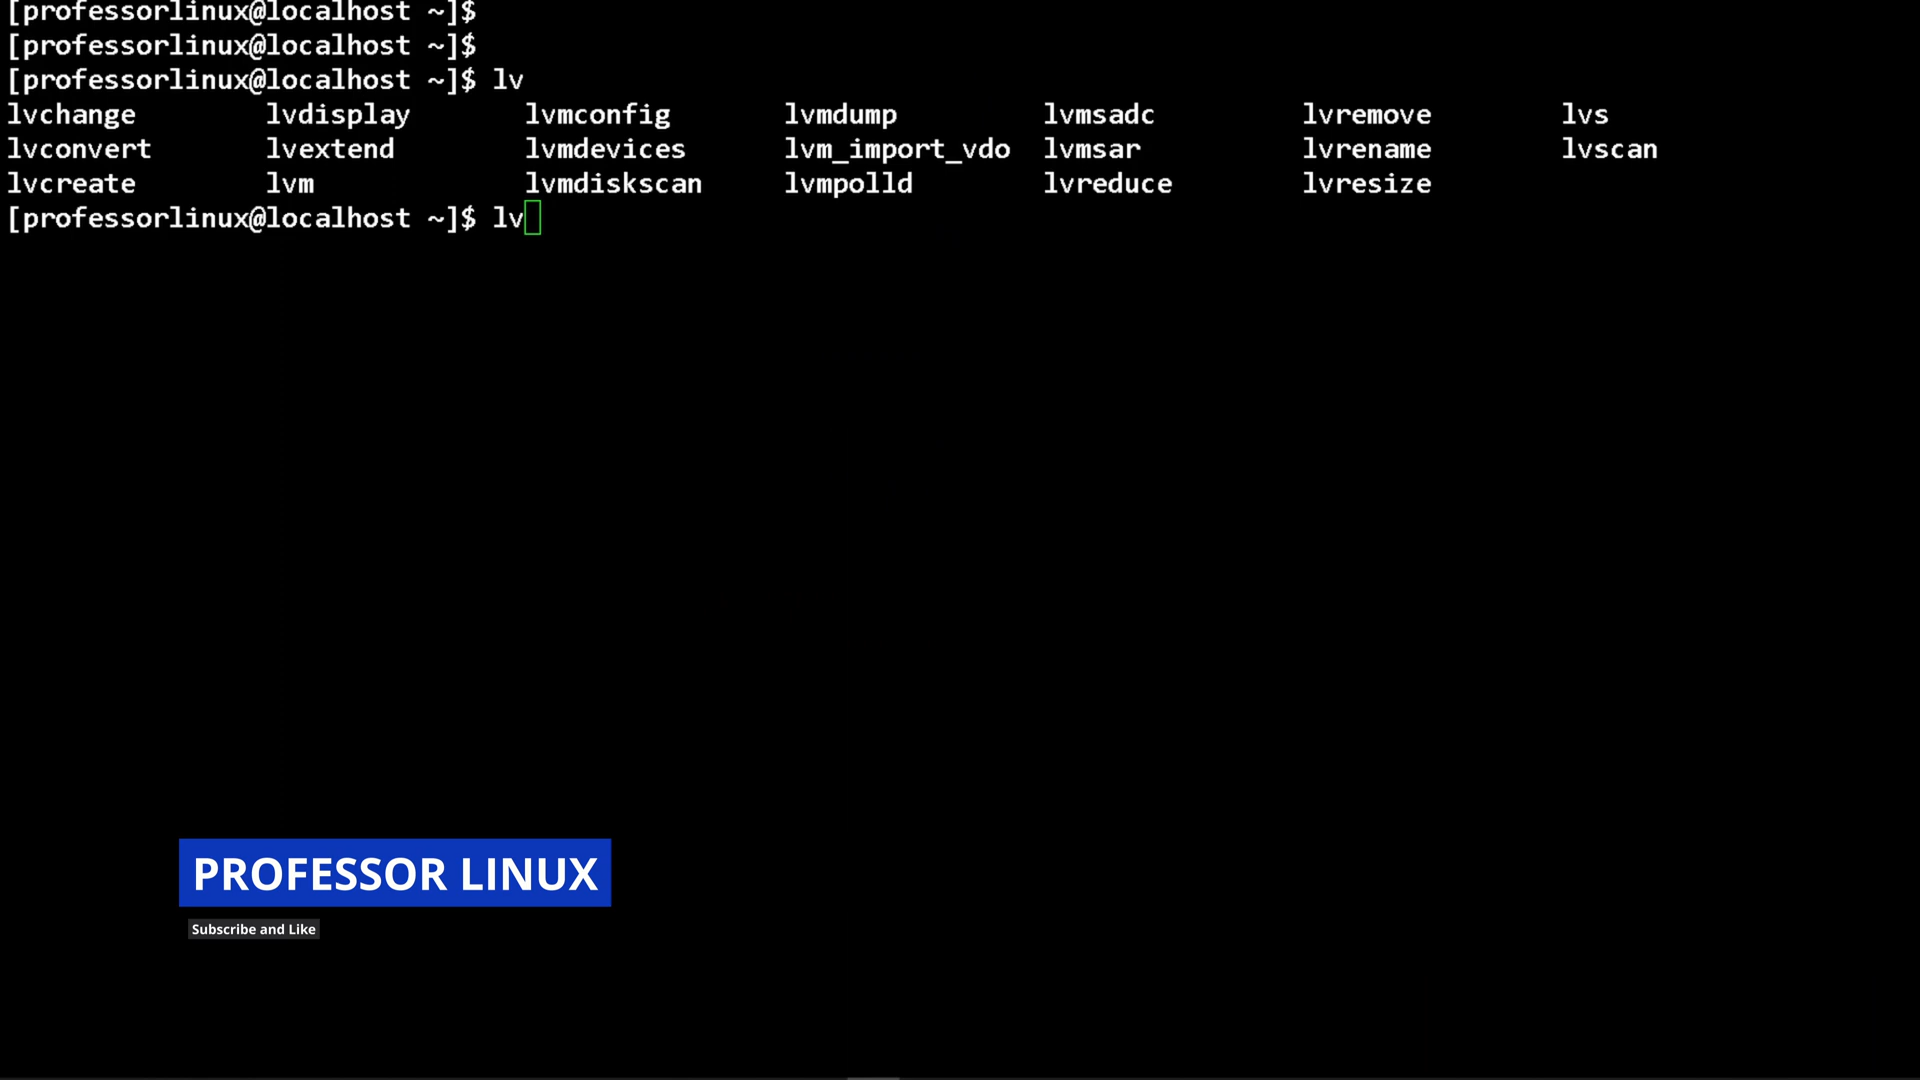 [professorlinux@localhost ~]$
[professorlinux@localhost ~]$
[professorlinux@localhost ~]$ lv
lvchange lvdisplay lvmconfig lvmdump lvmsadc lvremove lvs
lvconvert lvextend lvmdevices lvm_import_vdo lvmsar lvrename lvscan
lvcreate lvm lvmdiskscan lvmpolld lvreduce lvresize
[professorlinux@localhost ~]$ lv
PROFESSOR LINUX
Subscribe and Like